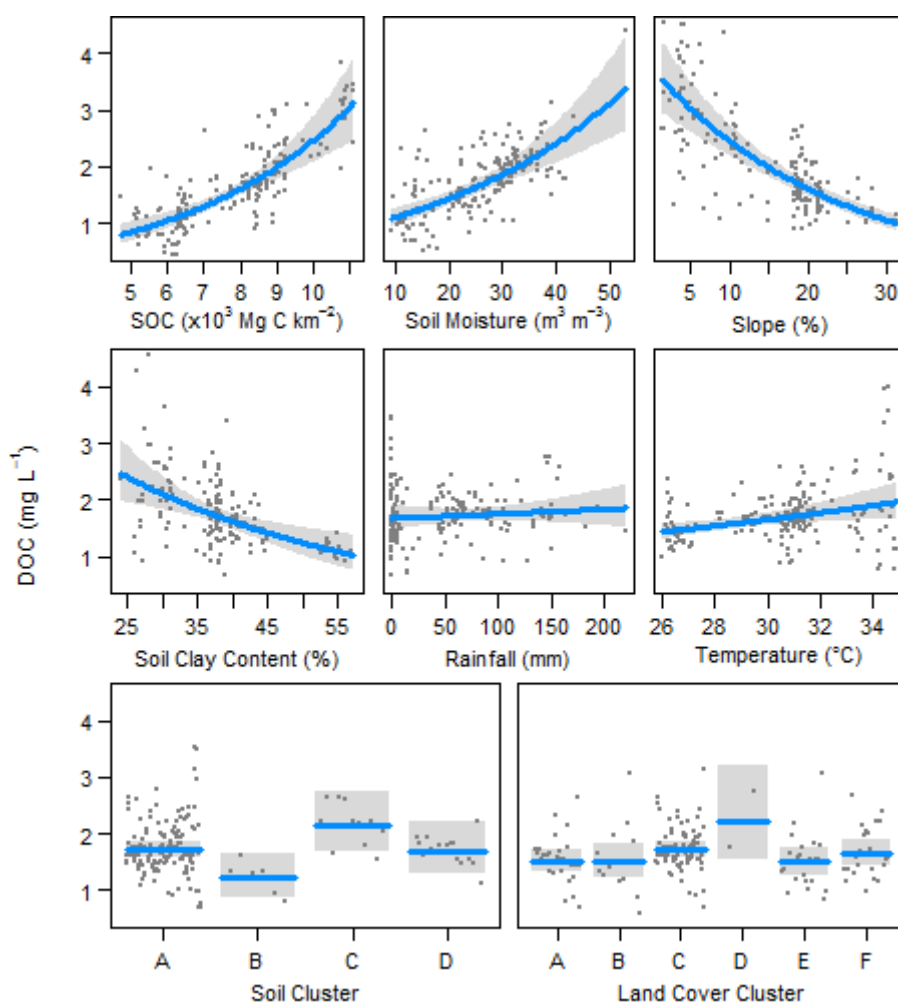 4
3
2
1
5 6 7 8 9 10
SOC (x10³ Mg C km⁻²)
10 20 30 40 50
Soil Moisture (m³ m⁻³)
5 10 20 30
Slope (%)
DOC (mg L⁻¹)
4
3
2
1
25 35 45 55
Soil Clay Content (%)
0 50 100 200
Rainfall (mm)
26 28 30 32 34
Temperature (°C)
4
3
2
1
A B C D
Soil Cluster
A B C D E F
Land Cover Cluster